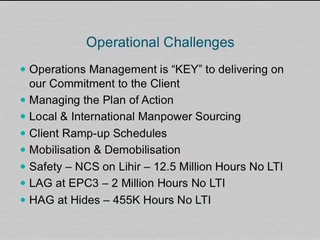 Operational Challenges
Operations Management is “KEY” to delivering on
our Commitment to the Client
Managing the Plan of Action
Local & International Manpower Sourcing
Client Ramp-up Schedules
Mobilisation & Demobilisation
Safety – NCS on Lihir – 12.5 Million Hours No LTI
LAG at EPC3 – 2 Million Hours No LTI
HAG at Hides – 455K Hours No LTI